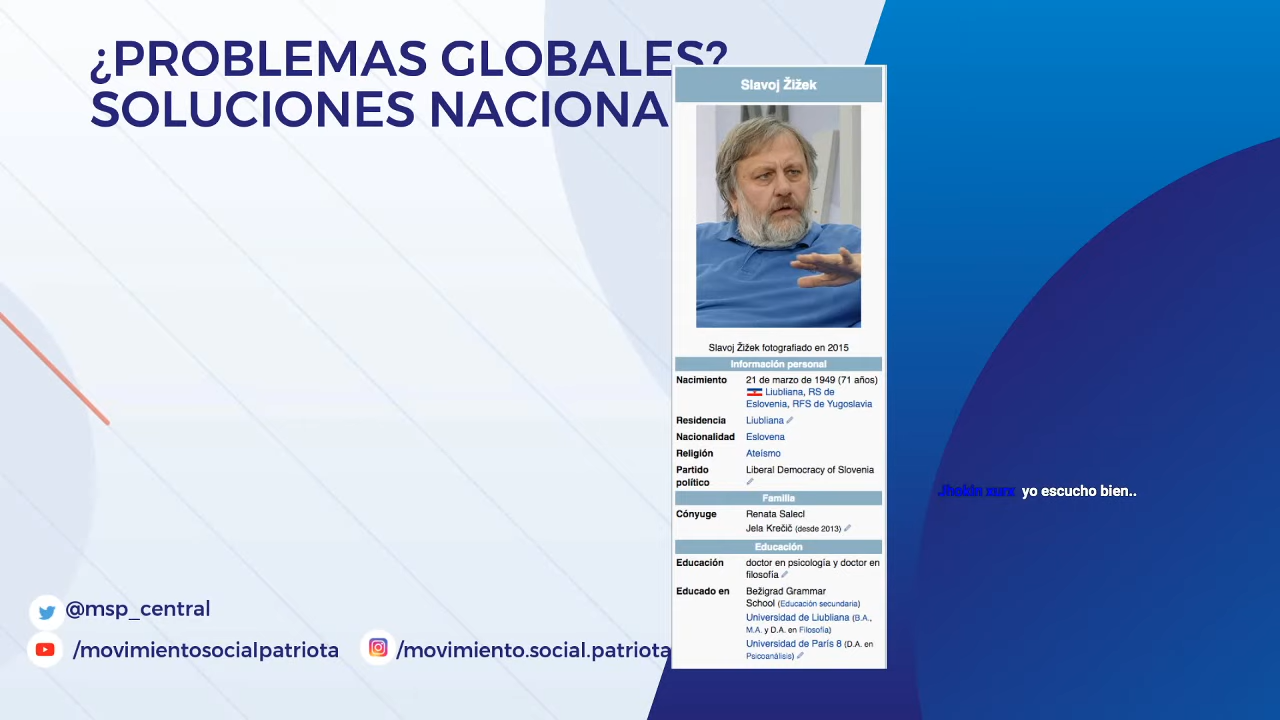 ¿PROBLEMAS GLOBALES?
SOLUCIONES NACIONA
Slavoj Žižek
Slavoj Žižek fotografiado en 2015
Información personal
Nacimiento 21 de marzo de 1949 (71 años)
Liubliana, RS de
Eslovenia, RFS de Yugoslavia
Residencia Liubliana
Nacionalidad Eslovena
Religión Ateísmo
Partido Liberal Democracy of Slovenia
político
Familia
Cónyuge Renata Salecl
Jela Krečič (desde 2013)
Educación
Educación doctor en psicología y doctor en
filosofía
Educado en Bežigrad Grammar
School (Educación secundaria)
Universidad de Liubliana (B.A.,
M.A. y D.A. en Filosofía)
Universidad de París 8 (D.A. en
Psicoanálisis)
yo escucho bien..
@msp_central
/movimientosocialpatriota
/movimiento.social.patriota